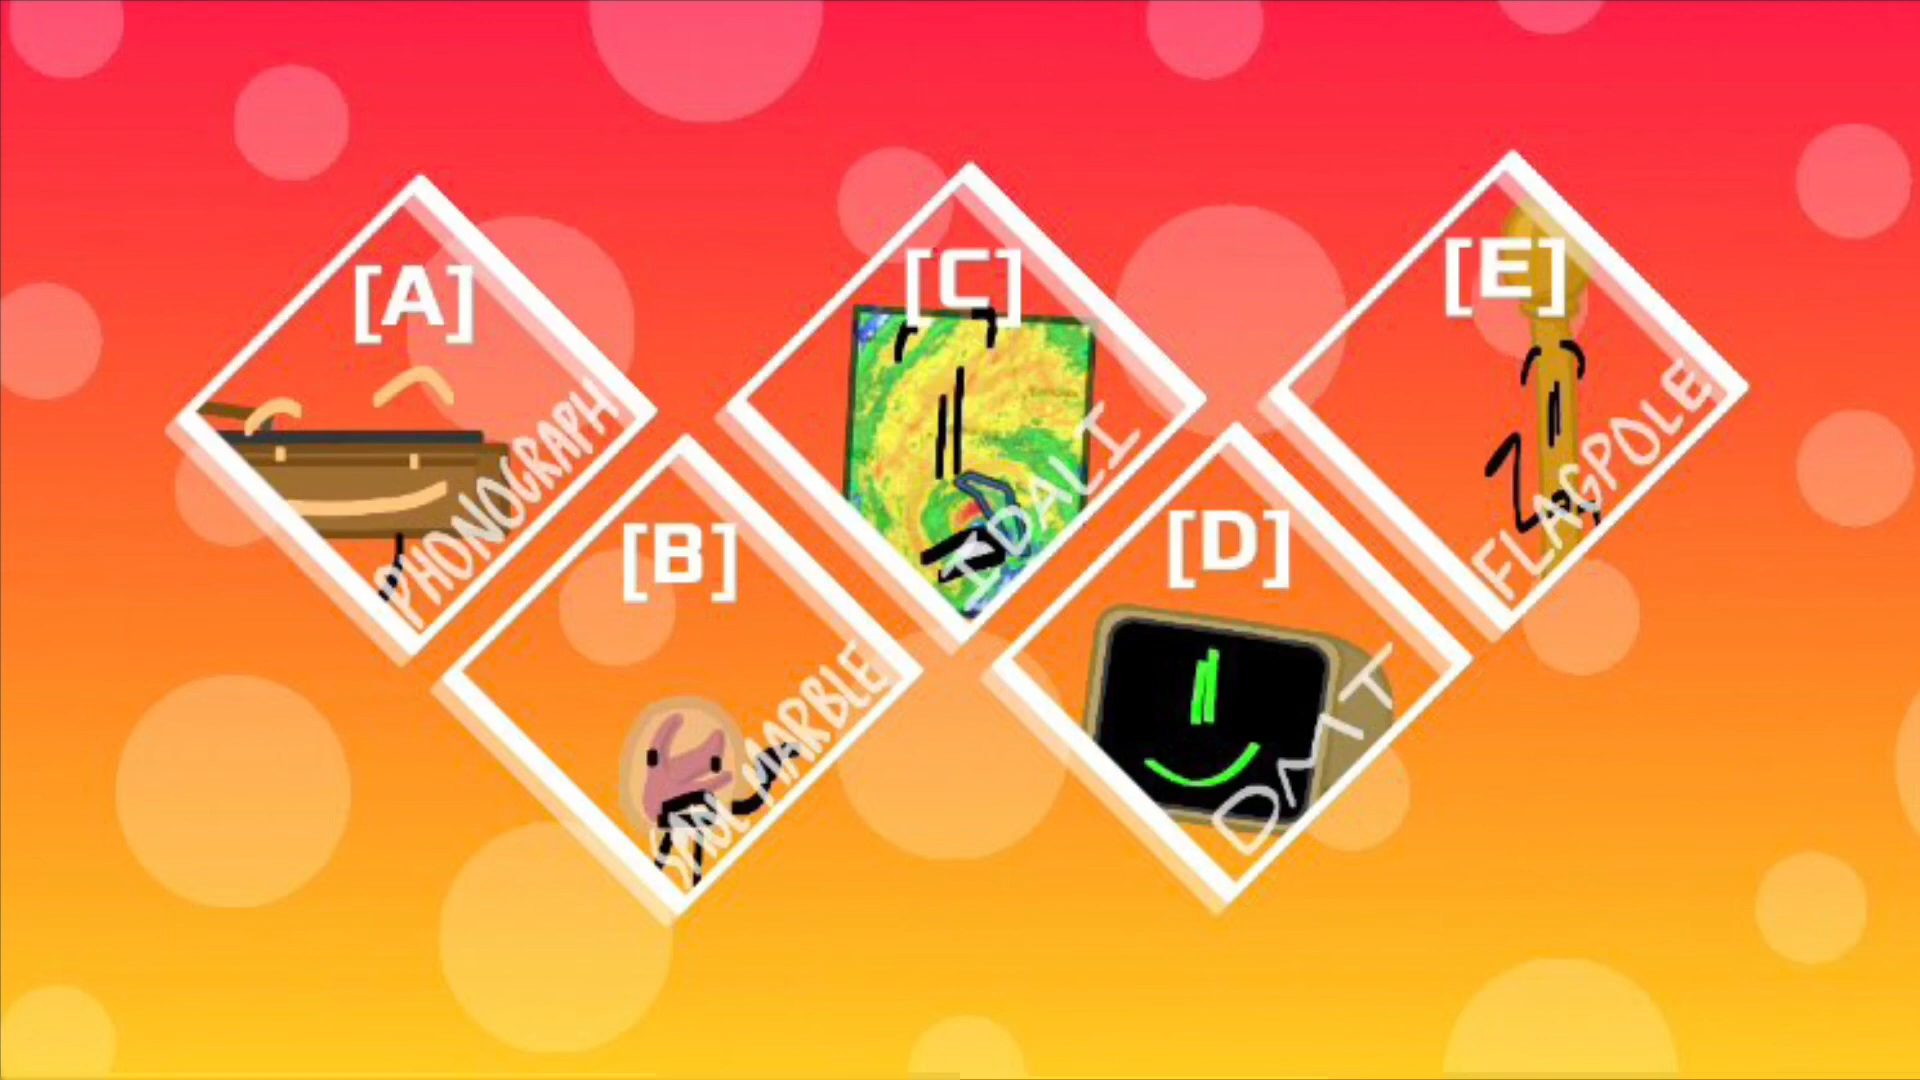 [A]
PHONOGRAPH
[B]
MARBLE
[C]
IDALI
[D]
DMT
[E]
FLAGPOLE